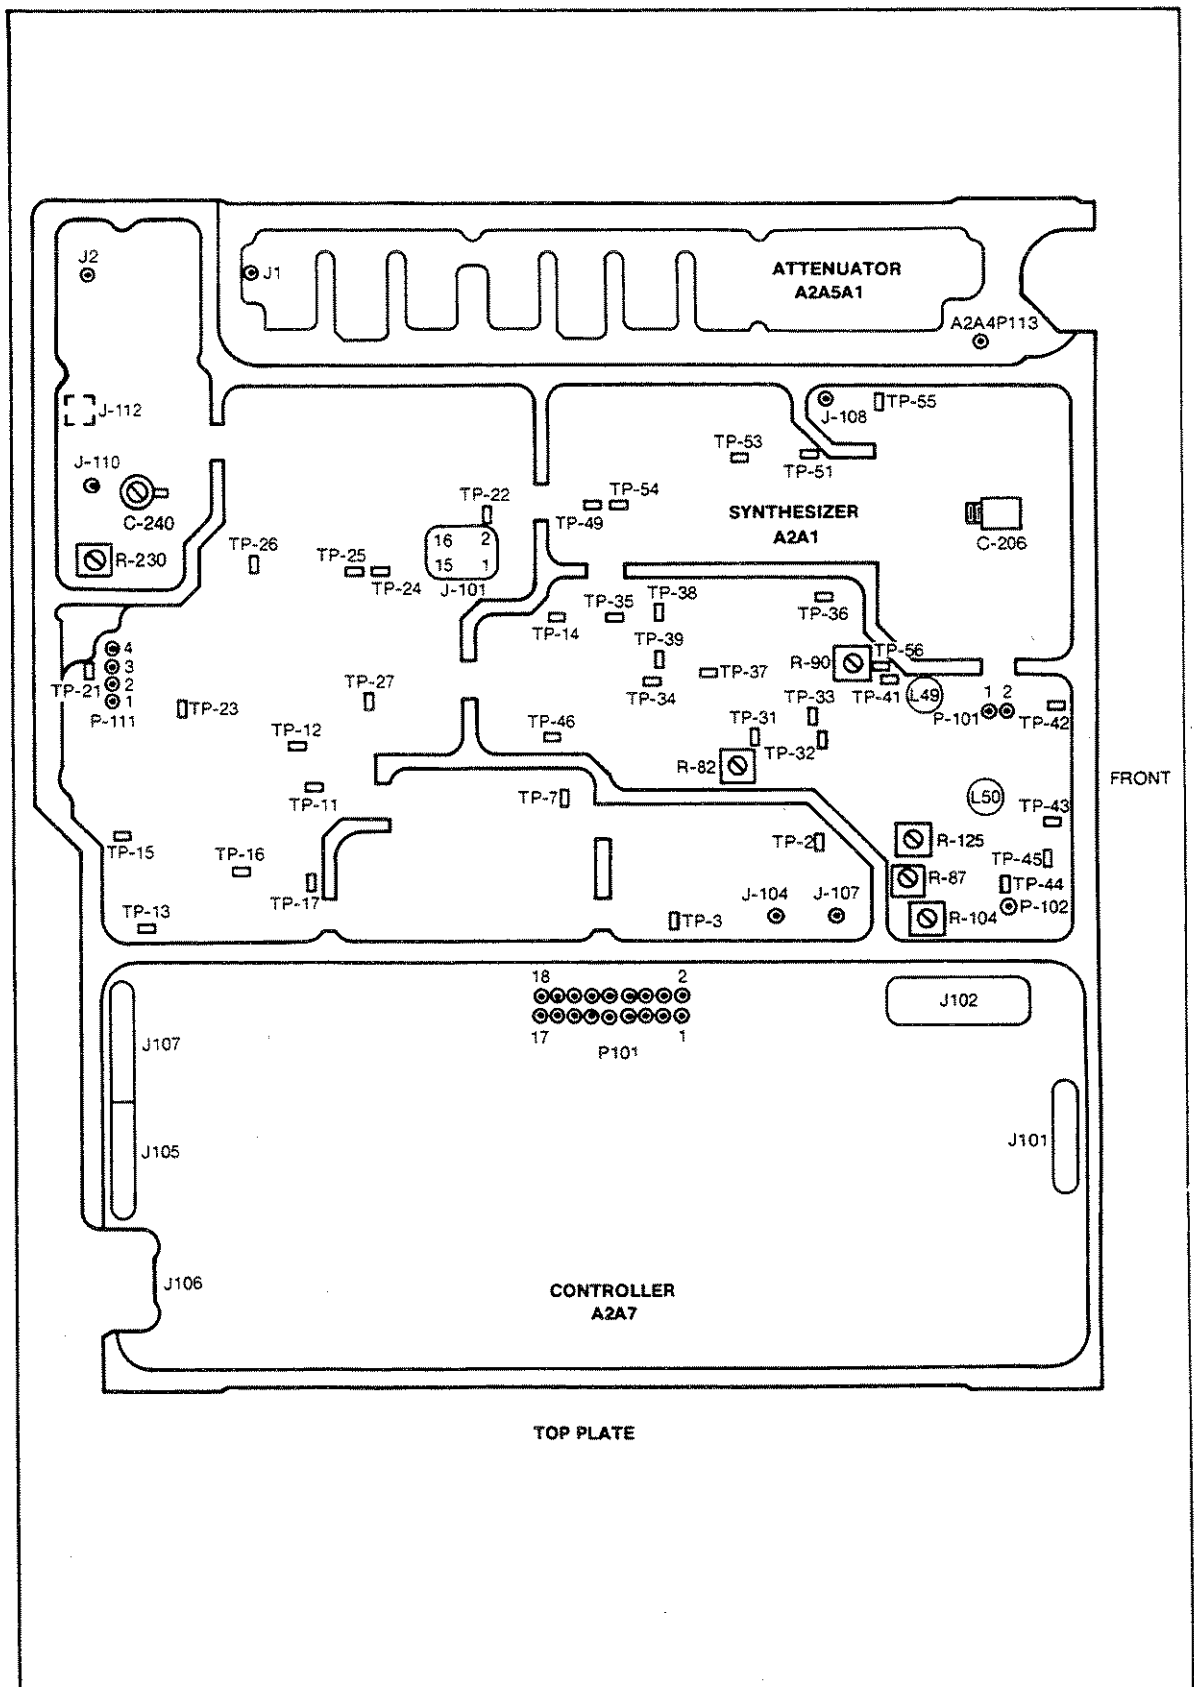 J2
J1
ATTENUATOR
A2A5A1
A2A4P113
J-112
J-108
TP-55
TP-53
TP-51
J-110
C-240
TP-22
TP-49
TP-54
SYNTHESIZER
A2A1
C-206
R-230
TP-26
TP-25
TP-24
16 2
15 1
J-101
TP-14
TP-35
TP-38
TP-36
TP-39
TP-37
TP-34
R-90
TP-56
TP-41
L49
4
3
2
1
TP-21
P-111
TP-23
TP-27
TP-12
TP-46
TP-33
TP-31
TP-32
1 2
P-101
TP-42
R-82
FRONT
TP-11
TP-7
L50
TP-43
TP-15
TP-16
TP-17
TP-2
R-125
TP-45
R-87
TP-44
P-102
TP-13
TP-3
J-104
J-107
R-104
18 2
17 1
P101
J102
J107
J105
J101
J106
CONTROLLER
A2A7
TOP PLATE